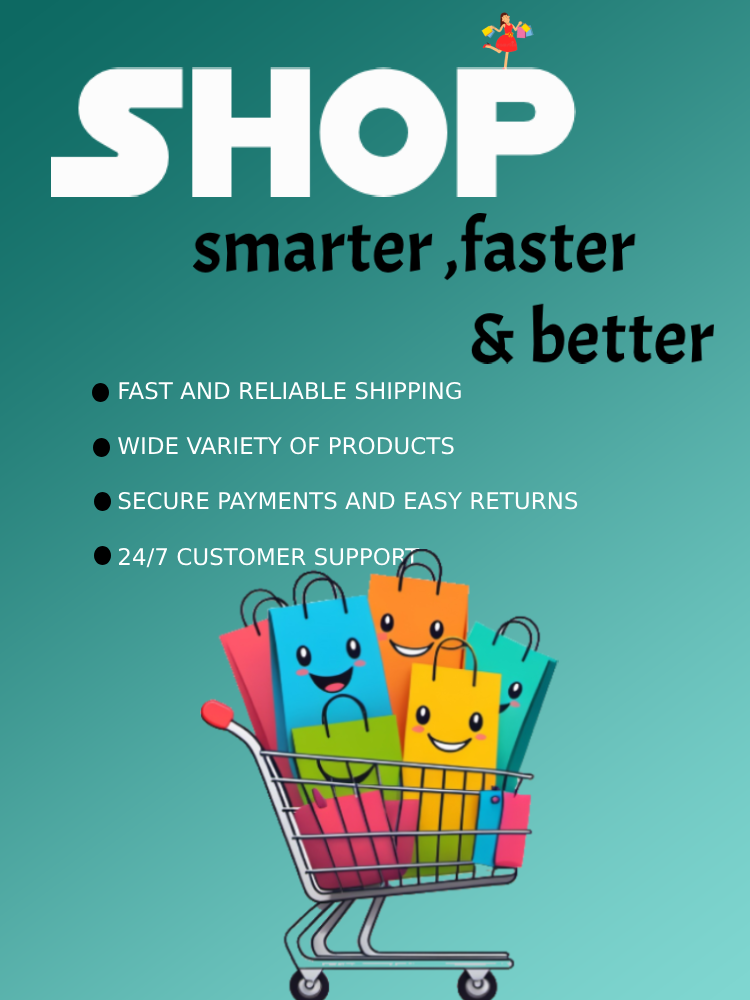 SHOP
smarter ,faster
& better
FAST AND RELIABLE SHIPPING
WIDE VARIETY OF PRODUCTS
SECURE PAYMENTS AND EASY RETURNS
24/7 CUSTOMER SUPPORT